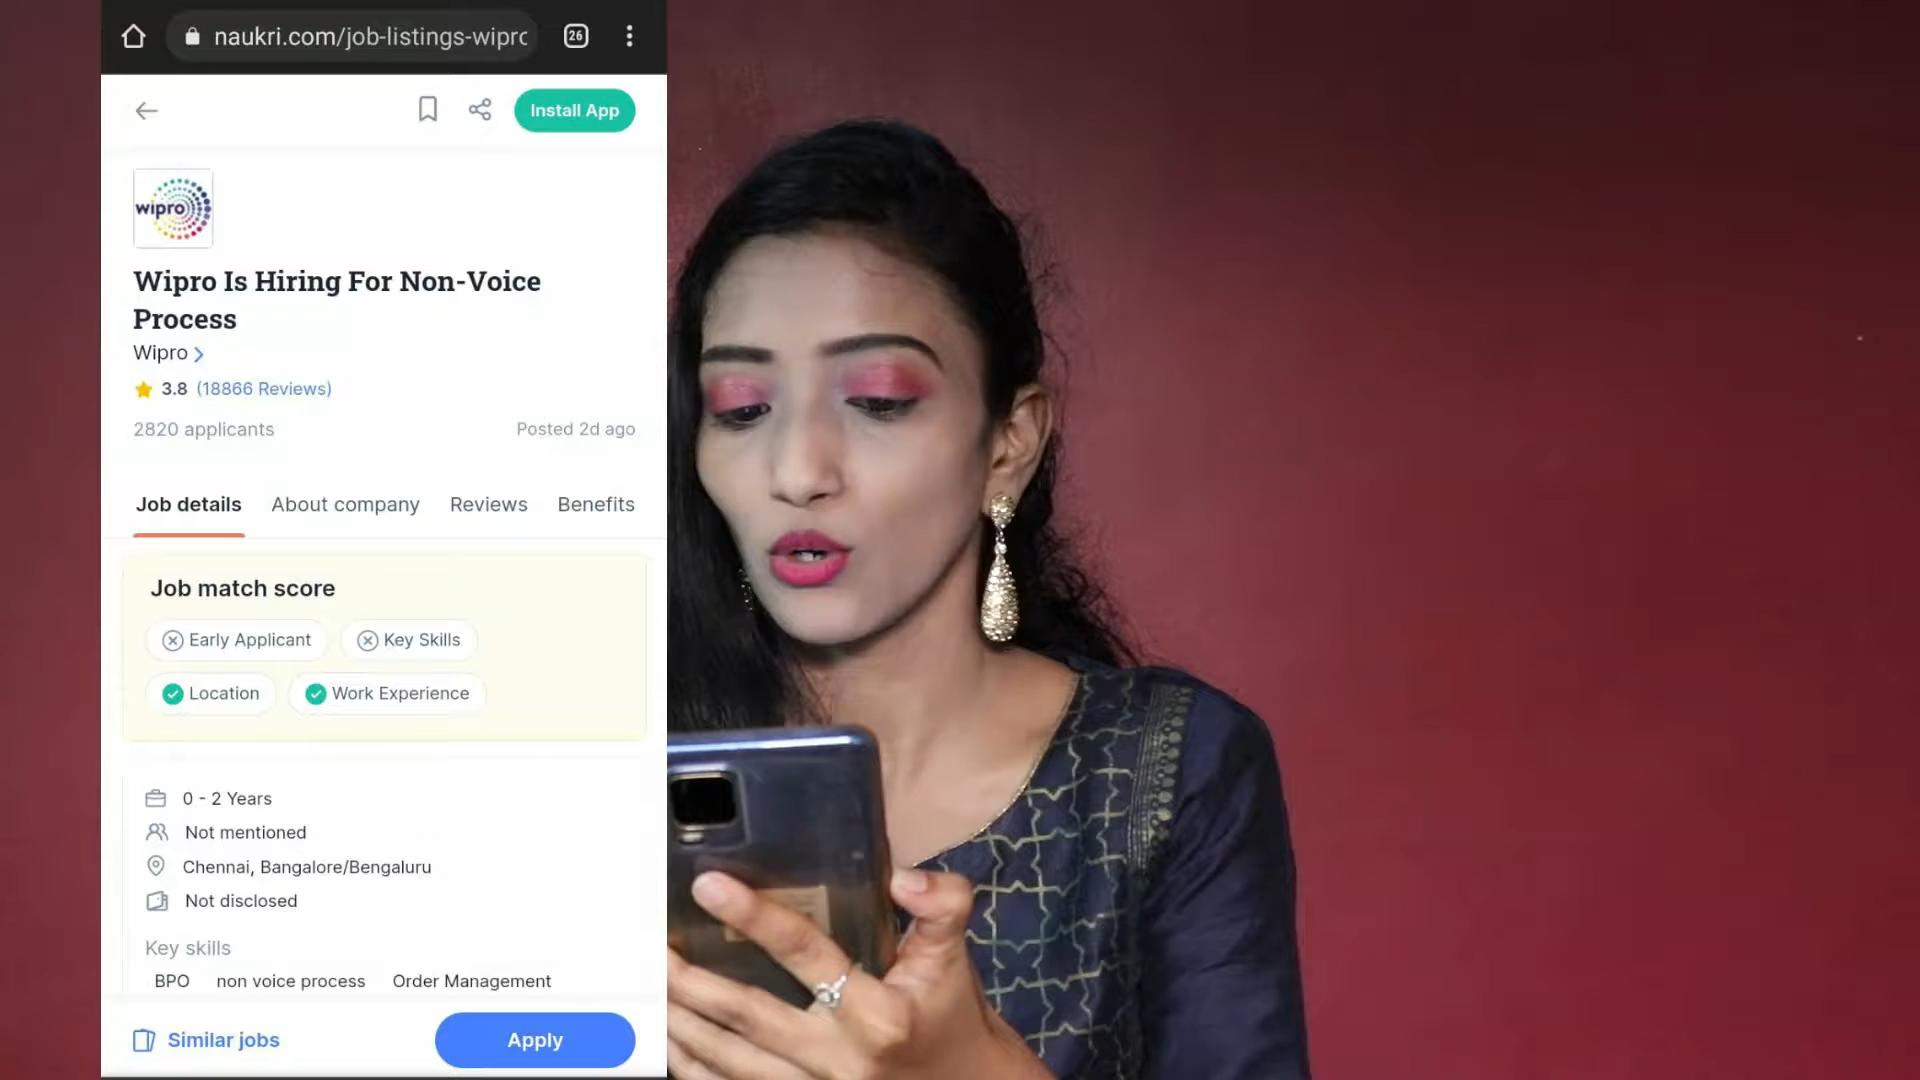 naukri.com/job-listings-wipro
26
Install App
wipro
Wipro Is Hiring For Non-Voice
Process
Wipro
3.8 (18866 Reviews)
2820 applicants Posted 2d ago
Job details About company Reviews Benefits
Job match score
Early Applicant Key Skills
Location Work Experience
0 - 2 Years
Not mentioned
Chennai, Bangalore/Bengaluru
Not disclosed
Key skills
BPO non voice process Order Management
Similar jobs Apply